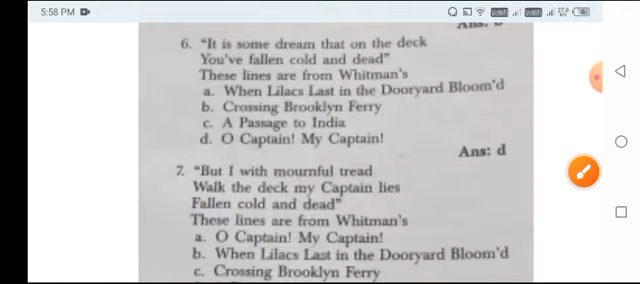 5:58 PM
Ans: b
6. “It is some dream that on the deck
You’ve fallen cold and dead”
These lines are from Whitman’s
a. When Lilacs Last in the Dooryard Bloom’d
b. Crossing Brooklyn Ferry
c. A Passage to India
d. O Captain! My Captain!
Ans: d
7. “But I with mournful tread
Walk the deck my Captain lies
Fallen cold and dead”
These lines are from Whitman’s
a. O Captain! My Captain!
b. When Lilacs Last in the Dooryard Bloom’d
c. Crossing Brooklyn Ferry